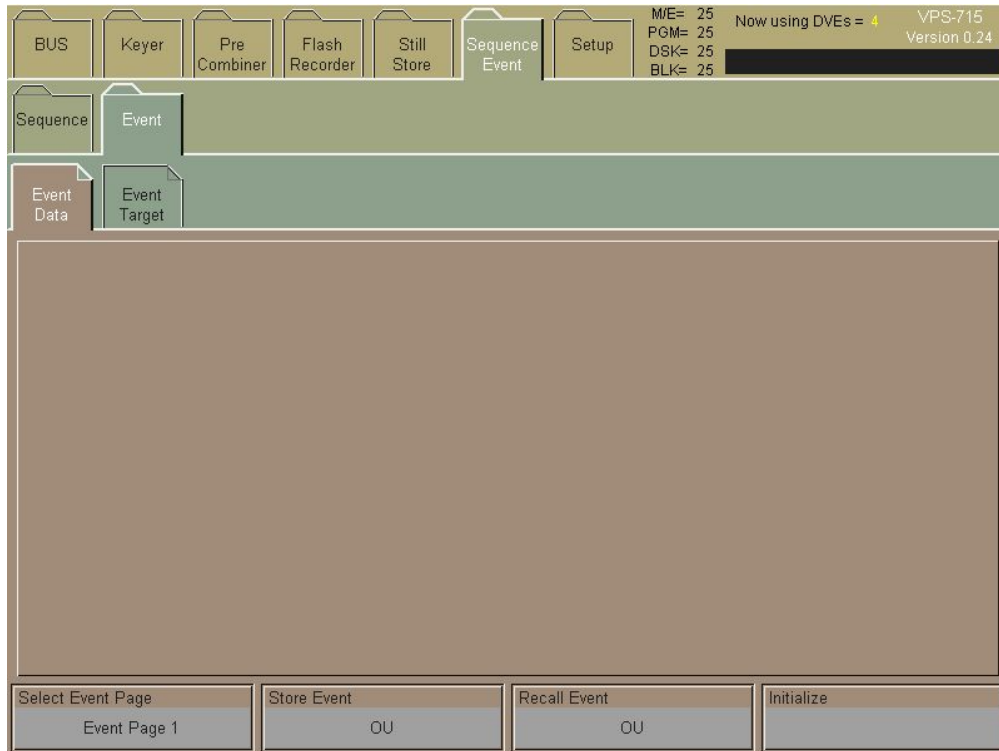 BUS
Keyer
Pre
Combiner
Flash
Recorder
Still
Store
Sequence
Event
Setup
M/E= 25
PGM= 25
DSK= 25
BLK= 25
Now using DVEs = 4
VPS-715
Version 0.24
Sequence
Event
Event
Data
Event
Target
Select Event Page
Event Page 1
Store Event
OU
Recall Event
OU
Initialize